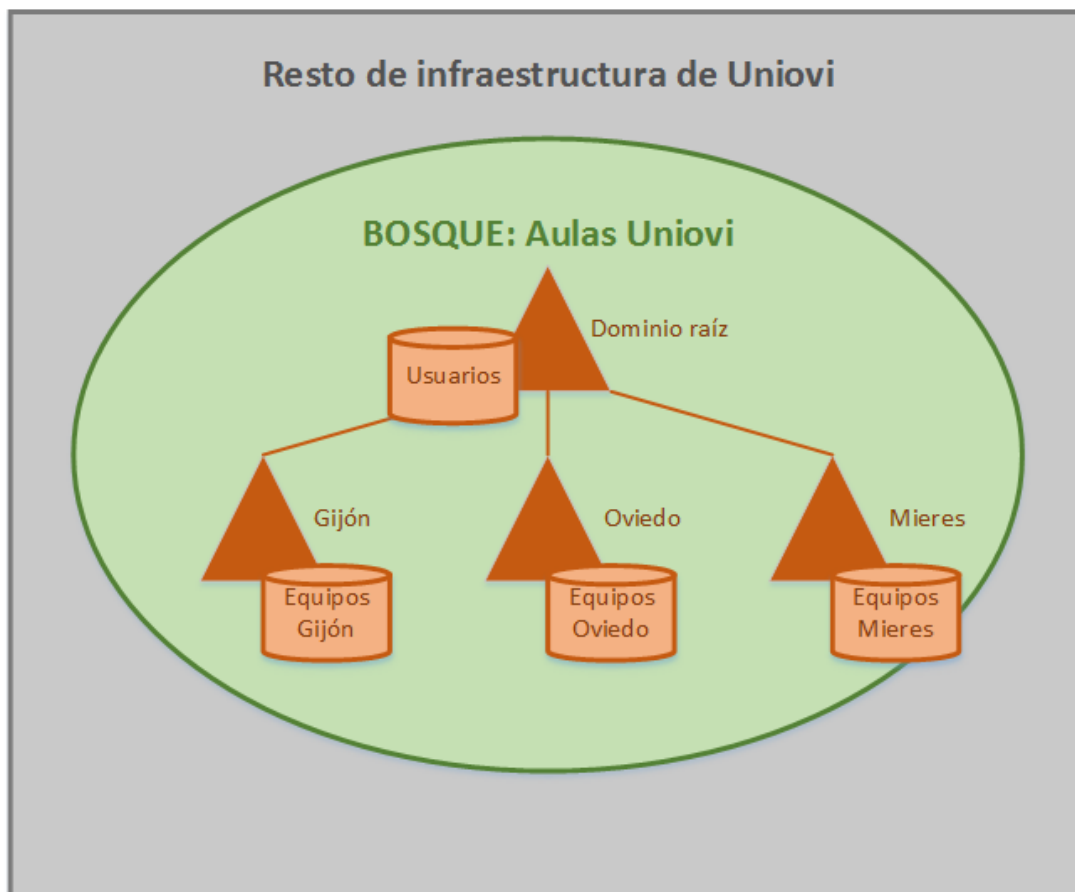 Resto de infraestructura de Uniovi
BOSQUE: Aulas Uniovi
Dominio raíz
Usuarios
Gijón
Oviedo
Mieres
Equipos
Gijón
Equipos
Oviedo
Equipos
Mieres